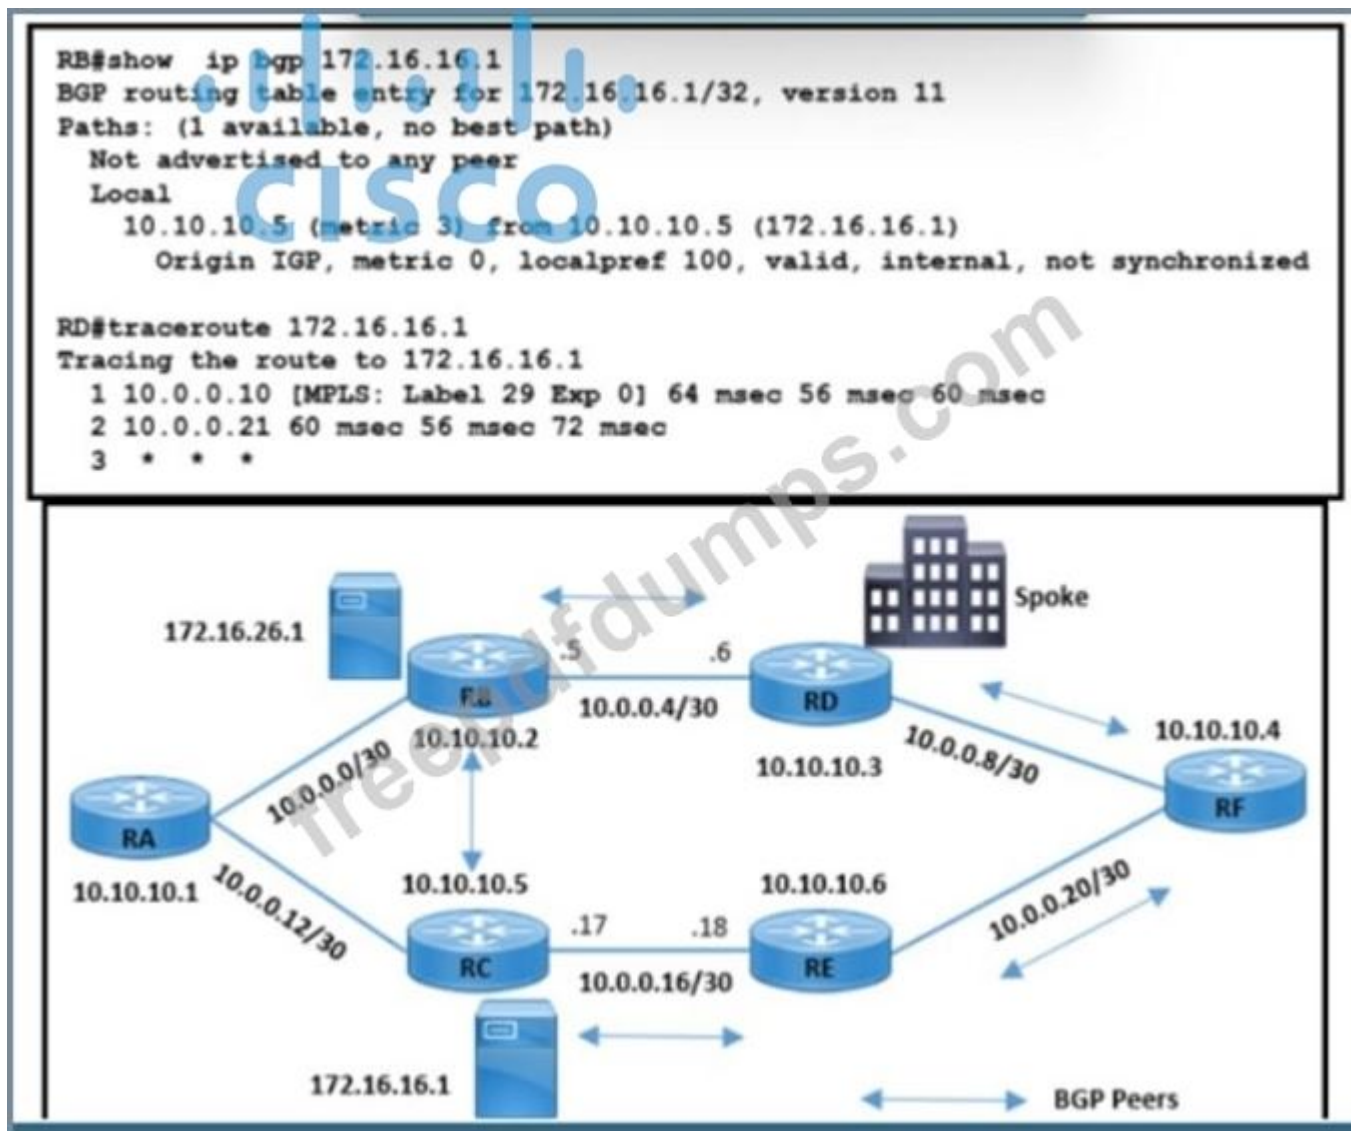 RB#show ip bgp 172.16.16.1
BGP routing table entry for 172.16.16.1/32, version 11
Paths: (1 available, no best path)
Not advertised to any peer
Local
10.10.10.5 (metric 3) from 10.10.10.5 (172.16.16.1)
Origin IGP, metric 0, localpref 100, valid, internal, not synchronized
RD#traceroute 172.16.16.1
Tracing the route to 172.16.16.1
1 10.0.0.10 [MPLS: Label 29 Exp 0] 64 msec 56 msec 60 msec
2 10.0.0.21 60 msec 56 msec 72 msec
3 * * *
CISCO
freepdfdumps.com
Spoke
172.16.26.1
.5 .6
RB
RD
10.0.0.4/30
10.10.10.2
10.0.0.8/30
10.10.10.4
10.0.0.0/30
10.10.10.3
RF
RA
10.10.10.1
10.0.0.12/30
10.10.10.5
10.10.10.6
10.0.0.20/30
.17 .18
RC
RE
10.0.0.16/30
172.16.16.1
BGP Peers